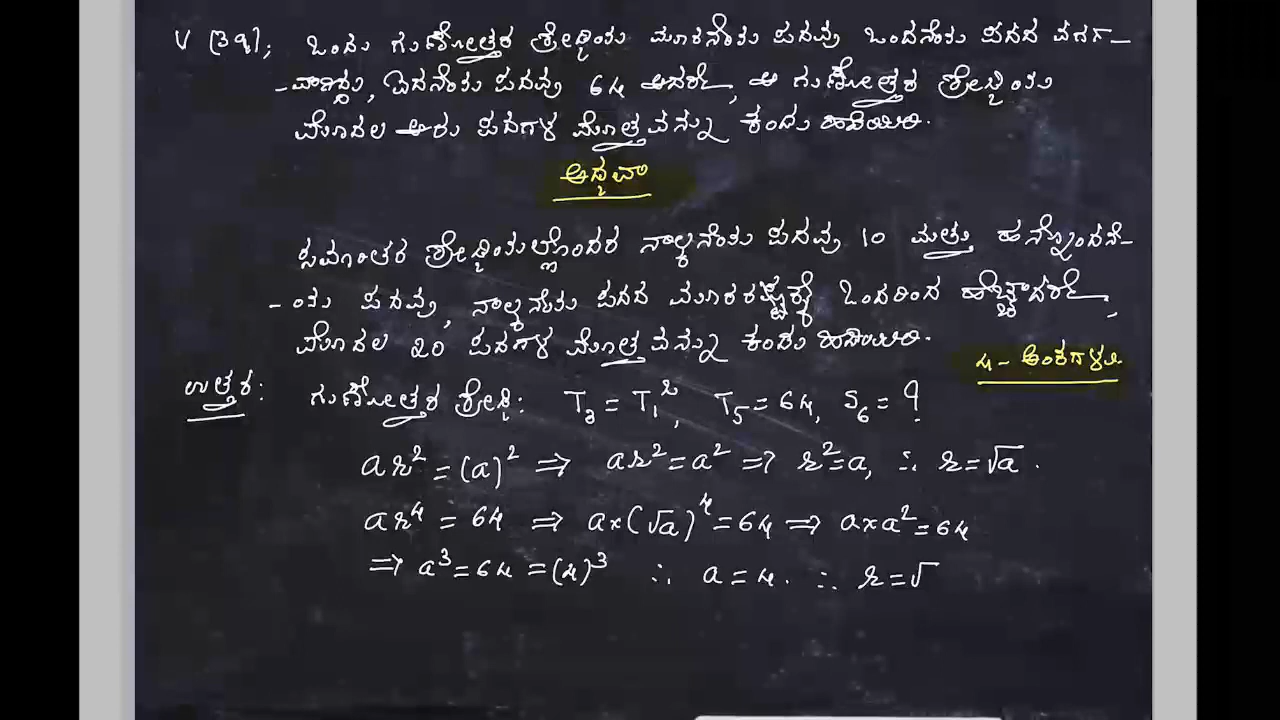 V (39). ಒಂದು ಗುಣೋತ್ತರ ಶ್ರೇಢಿಯ ಮೂರನೆಯ ಪದವು ಒಂದನೆಯ ಪದದ ವರ್ಗ-
-ವಾಗಿದ್ದು, ಐದನೆಯ ಪದವು 64 ಆದರೆ, ಆ ಗುಣೋತ್ತರ ಶ್ರೇಢಿಯ
ಮೊದಲ ಆರು ಪದಗಳ ಮೊತ್ತವನ್ನು ಕಂಡು ಹಿಡಿಯಿರಿ.
ಅಥವಾ
ಸಮಾಂತರ ಶ್ರೇಢಿಯಲ್ಲೊಂದರ ನಾಲ್ಕನೆಯ ಪದವು 10 ಮತ್ತು ಹನ್ನೊಂದನೆ-
-ಯ ಪದವು, ನಾಲ್ಕನೆಯ ಪದದ ಮೂರರಷ್ಟಕ್ಕೆ ಒಂದರಿಂದ ಹೆಚ್ಚಾದರೆ,
ಮೊದಲ 20 ಪದಗಳ ಮೊತ್ತವನ್ನು ಕಂಡು ಹಿಡಿಯಿರಿ.
4 - ಅಂಕಗಳು
ಉತ್ತರ: ಗುಣೋತ್ತರ ಶ್ರೇಢಿ: T₃ = T₁², T₅ = 64, S₆ = ?
ar² = (a)² ⇒ ar² = a² ⇒ r² = a, ∴ r = √a.
ar⁴ = 64 ⇒ a×(√a)⁴ = 64 ⇒ a×a² = 64
⇒ a³ = 64 = (4)³ ∴ a = 4. ∴ r = √